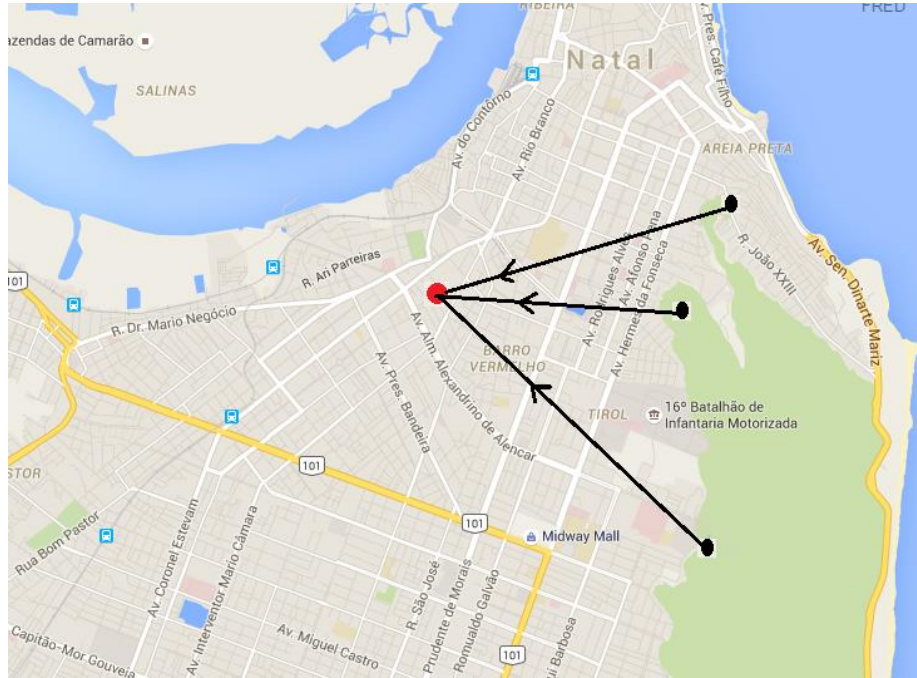 RIBEIRA
FRED
azendas de Camarão
Natal
Pres. Café Filho
SALINAS
Av. do Contôrno
Av. Rio Branco
AREIA PRETA
R. João XXIII
Av. Sen. Dinarte Mariz
R. Ari Parreiras
101
R. Dr. Mario Negócio
Av. Rodrigues Alves
Av. Afonso Pena
Av. Hermes da Fonseca
BARRO
VERMELHO
Av. Alm. Alexandrino de Alencar
Av. Pres. Bandeira
TIROL
16º Batalhão de
Infantaria Motorizada
101
STOR
101
Midway Mall
Rua Bom Pastor
Av. Coronel Estevam
Av. Interventor Mario Câmara
R. São José
Prudente de Morais
Romualdo Galvão
ui Barbosa
Av. Miguel Castro
Capitão-Mor Gouveia
101
101